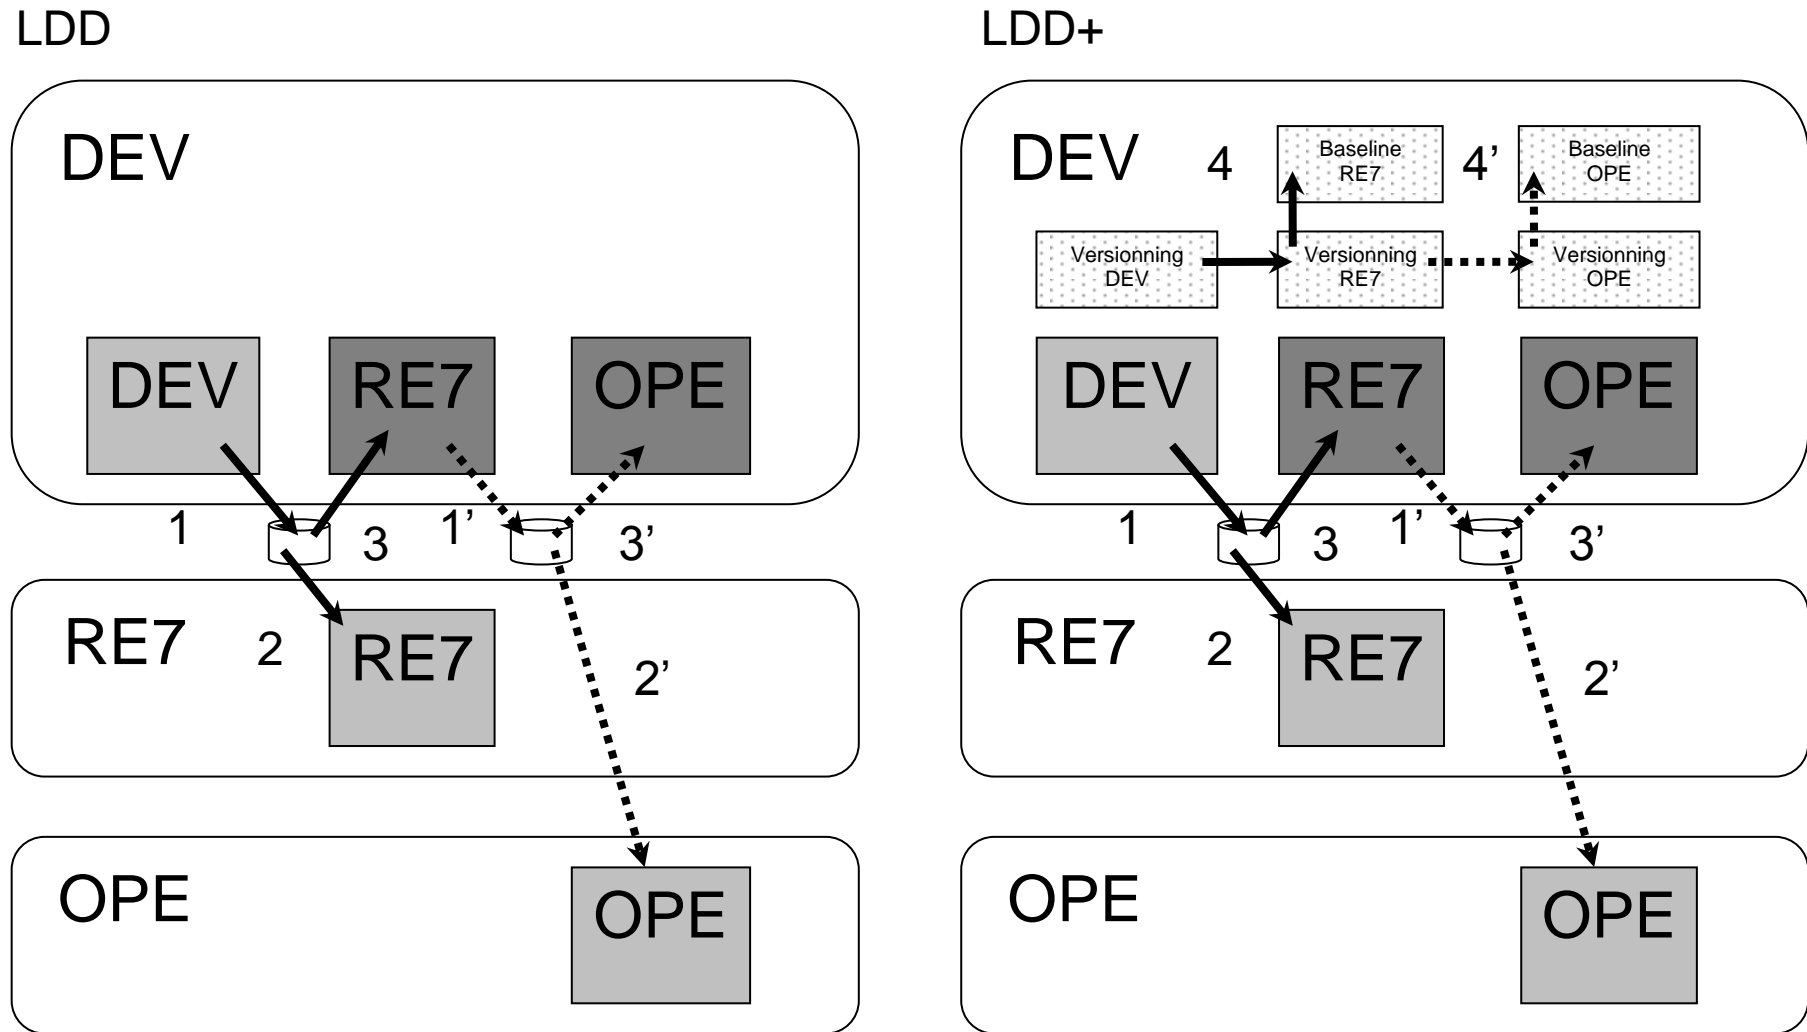 LDD
DEV
DEV
RE7
OPE
1
3
1’
3’
RE7
2
RE7
2’
OPE
OPE
LDD+
DEV
4
Baseline
RE7
4’
Baseline
OPE
Versionning
DEV
Versionning
RE7
Versionning
OPE
DEV
RE7
OPE
1
3
1’
3’
RE7
2
RE7
2’
OPE
OPE